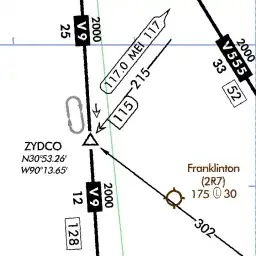 V9
2000
25
117.0 MEI 117
215
115
V555
2000
33
52
ZYDCO
N30°53.26'
W90°13.65'
Franklinton
(2R7)
175 Ⓛ 30
V9
2000
12
128
302